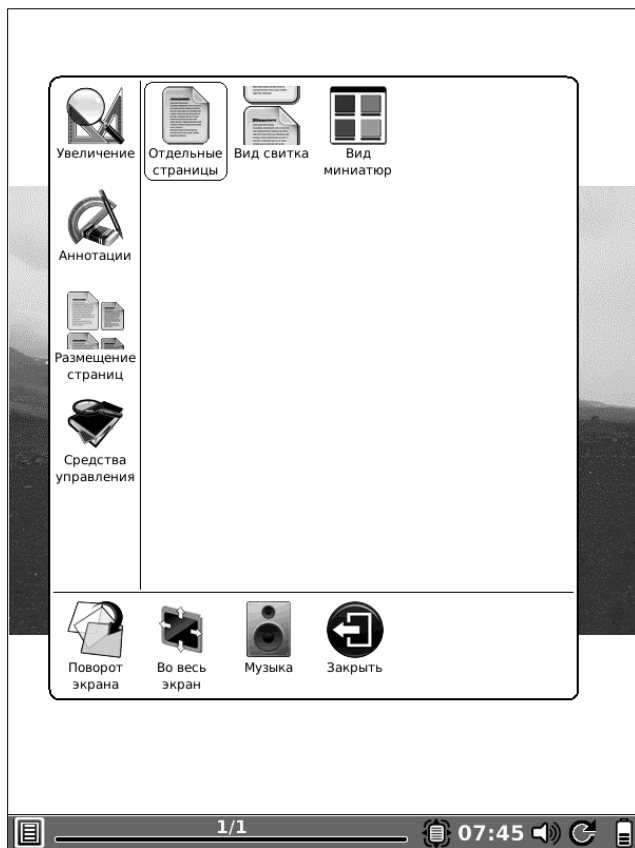 Увеличение
Отдельные
страницы
Вид свитка
Вид
миниатюр
Аннотации
Размещение
страниц
Средства
управления
Поворот
экрана
Во весь
экран
Музыка
Закрыть
1/1
07:45